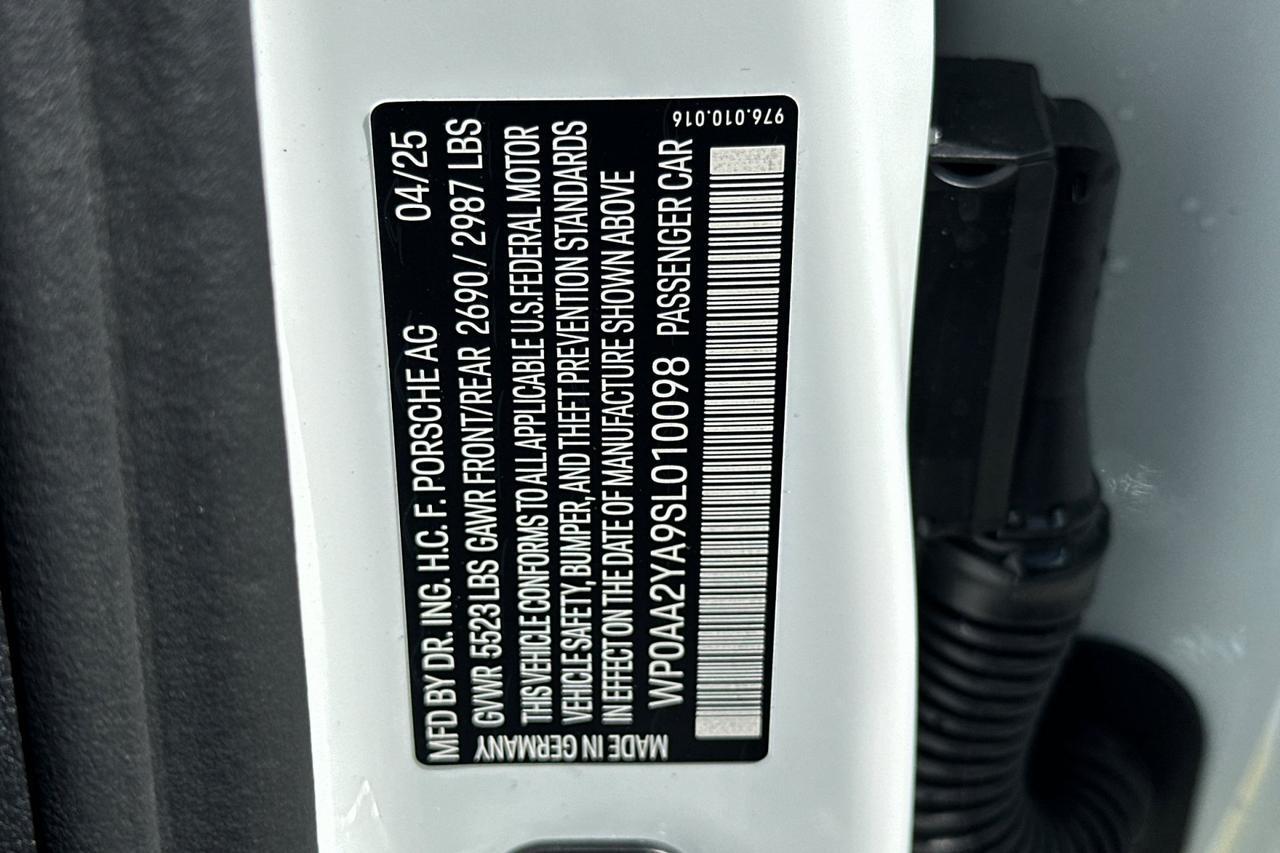 MFD BY DR. ING. H.C. F. PORSCHE AG 04/25
GVWR 5523 LBS GAWR FRONT/REAR 2690 / 2987 LBS
THIS VEHICLE CONFORMS TO ALL APPLICABLE U.S. FEDERAL MOTOR
VEHICLE SAFETY, BUMPER, AND THEFT PREVENTION STANDARDS
IN EFFECT ON THE DATE OF MANUFACTURE SHOWN ABOVE
WP0AA2YA9SL010098 PASSENGER CAR
MADE IN GERMANY
976.010.016